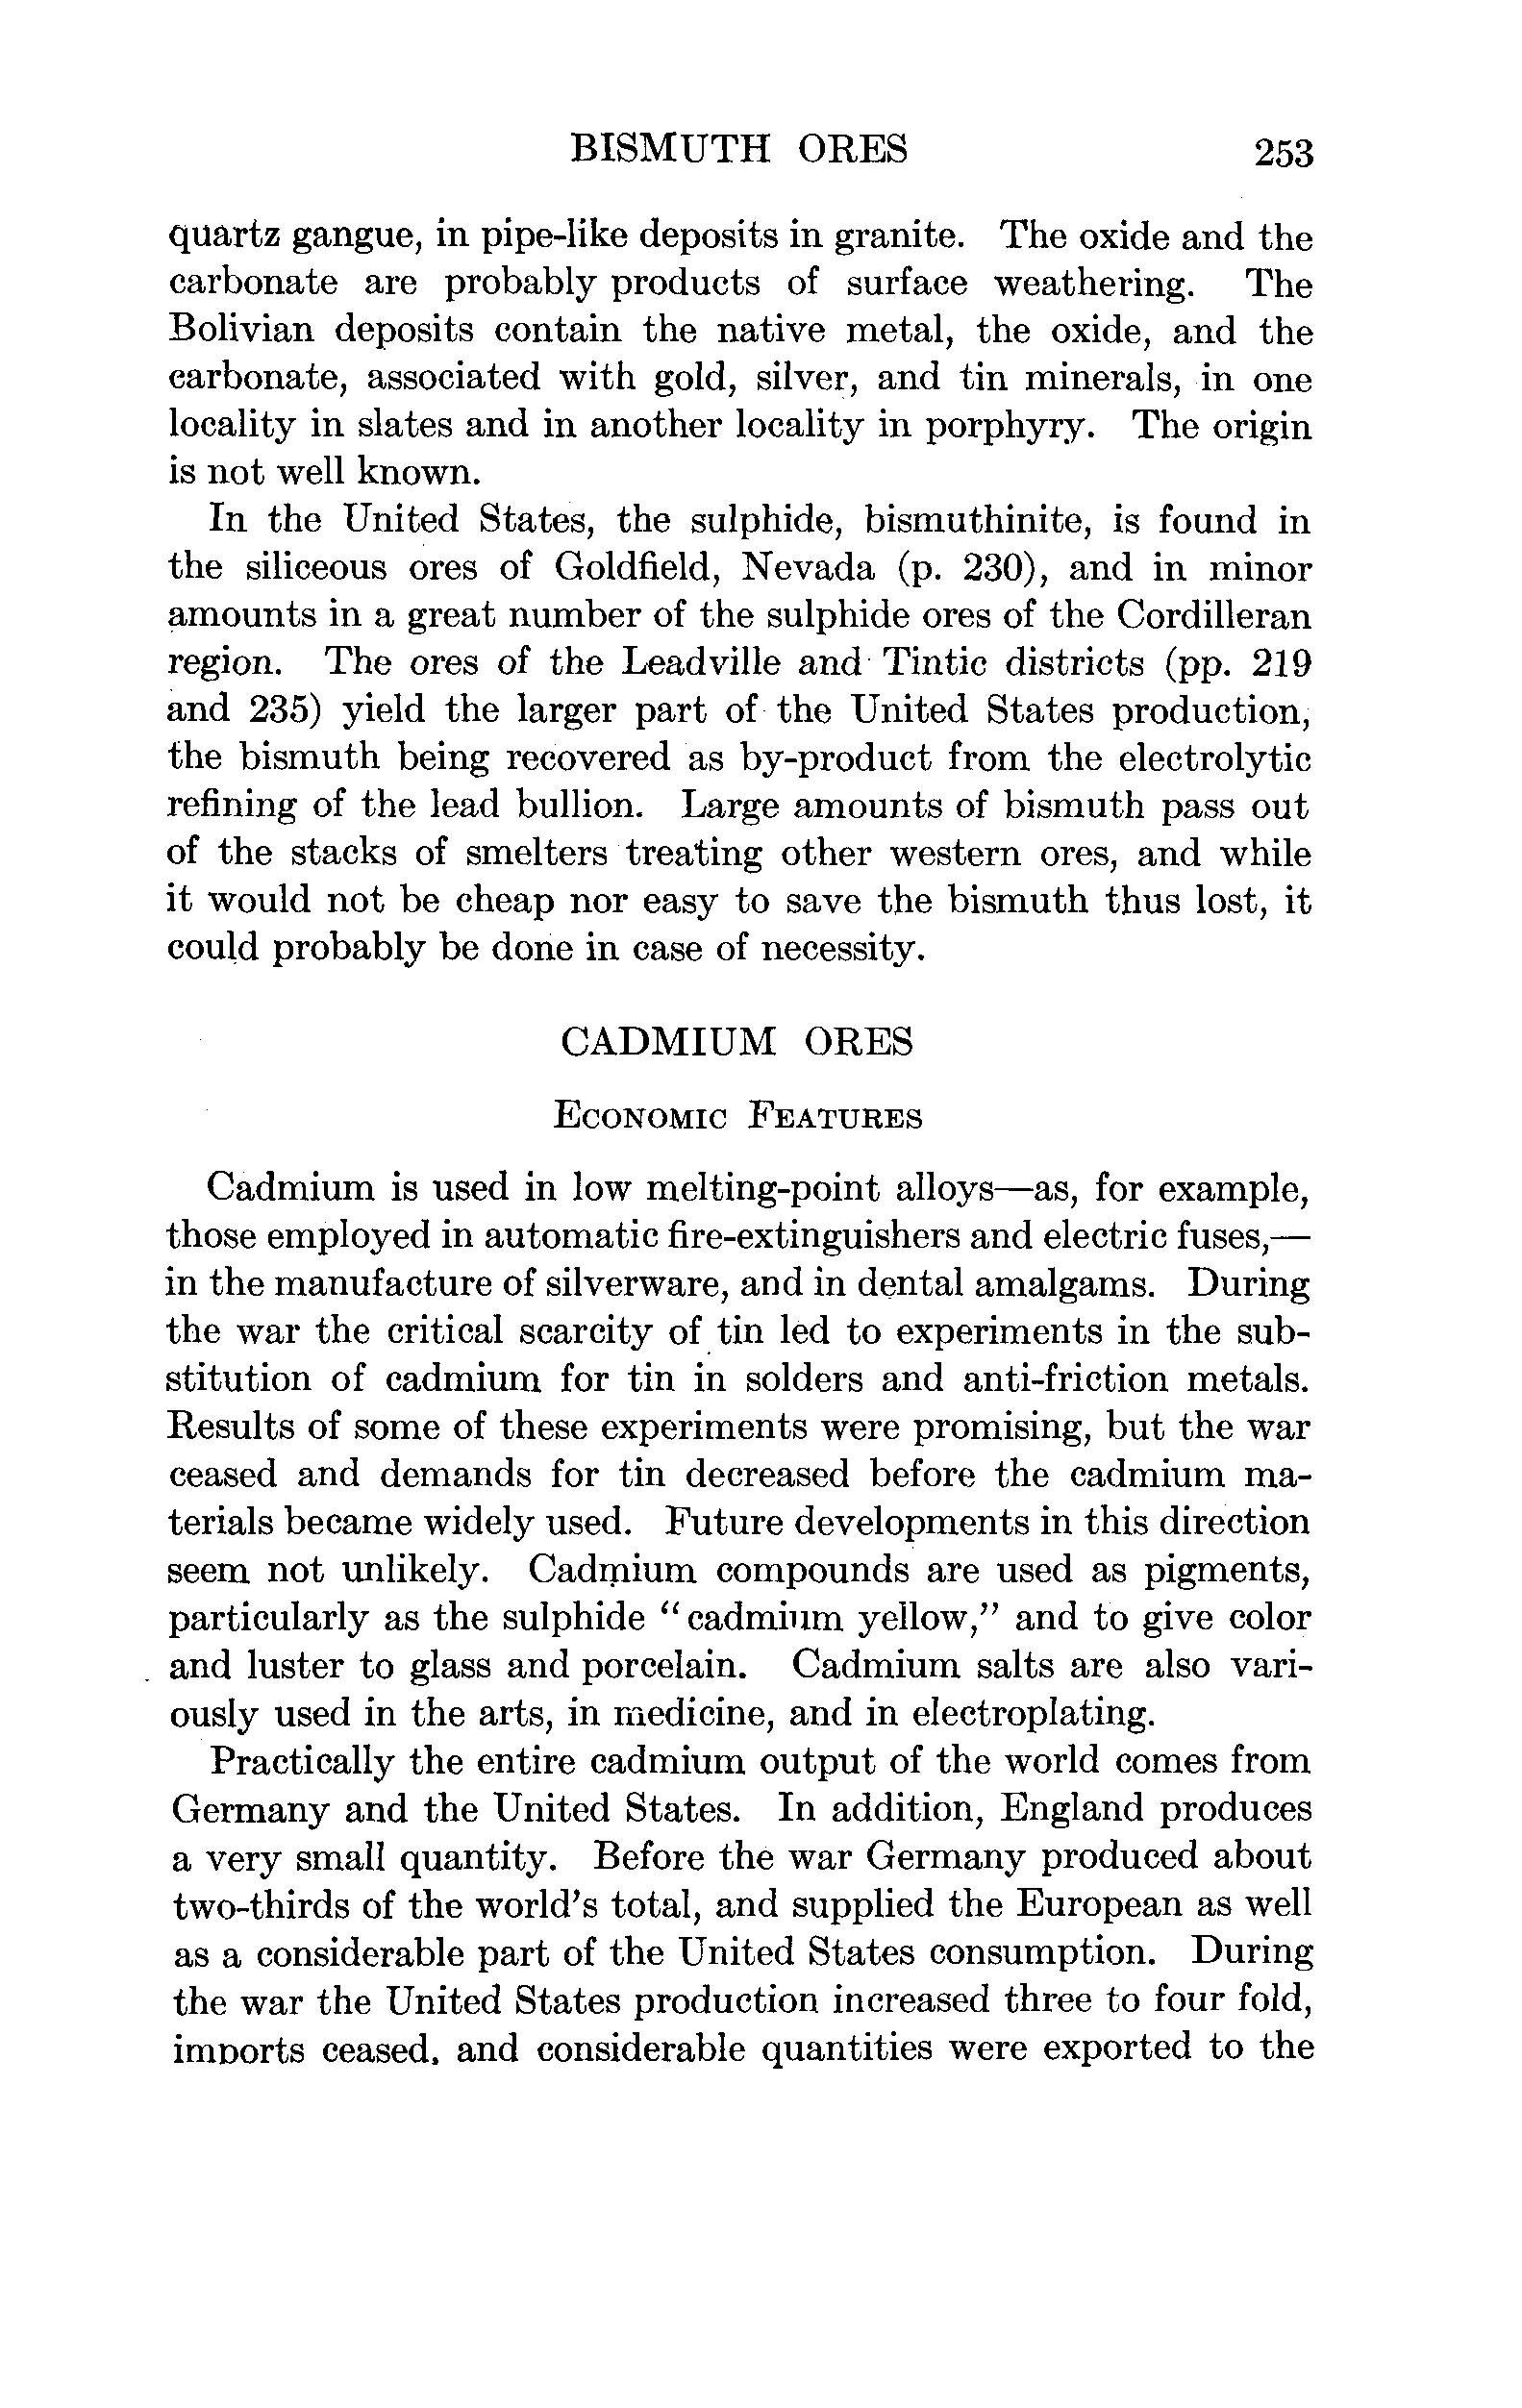 BISMUTH ORES 253
quartz gangue, in pipe-like deposits in granite. The oxide and the
carbonate are probably products of surface weathering. The
Bolivian deposits contain the native metal, the oxide, and the
carbonate, associated with gold, silver, and tin minerals, in one
locality in slates and in another locality in porphyry. The origin
is not well known.
In the United States, the sulphide, bismuthinite, is found in
the siliceous ores of Goldfield, Nevada (p. 230), and in minor
amounts in a great number of the sulphide ores of the Cordilleran
region. The ores of the Leadville and Tintic districts (pp. 219
and 235) yield the larger part of the United States production,
the bismuth being recovered as by-product from the electrolytic
refining of the lead bullion. Large amounts of bismuth pass out
of the stacks of smelters treating other western ores, and while
it would not be cheap nor easy to save the bismuth thus lost, it
could probably be done in case of necessity.
CADMIUM ORES
ECONOMIC FEATURES
Cadmium is used in low melting-point alloys—as, for example,
those employed in automatic fire-extinguishers and electric fuses,—
in the manufacture of silverware, and in dental amalgams. During
the war the critical scarcity of tin led to experiments in the sub-
stitution of cadmium for tin in solders and anti-friction metals.
Results of some of these experiments were promising, but the war
ceased and demands for tin decreased before the cadmium ma-
terials became widely used. Future developments in this direction
seem not unlikely. Cadmium compounds are used as pigments,
particularly as the sulphide “cadmium yellow,” and to give color
and luster to glass and porcelain. Cadmium salts are also vari-
ously used in the arts, in medicine, and in electroplating.
Practically the entire cadmium output of the world comes from
Germany and the United States. In addition, England produces
a very small quantity. Before the war Germany produced about
two-thirds of the world's total, and supplied the European as well
as a considerable part of the United States consumption. During
the war the United States production increased three to four fold,
imports ceased, and considerable quantities were exported to the